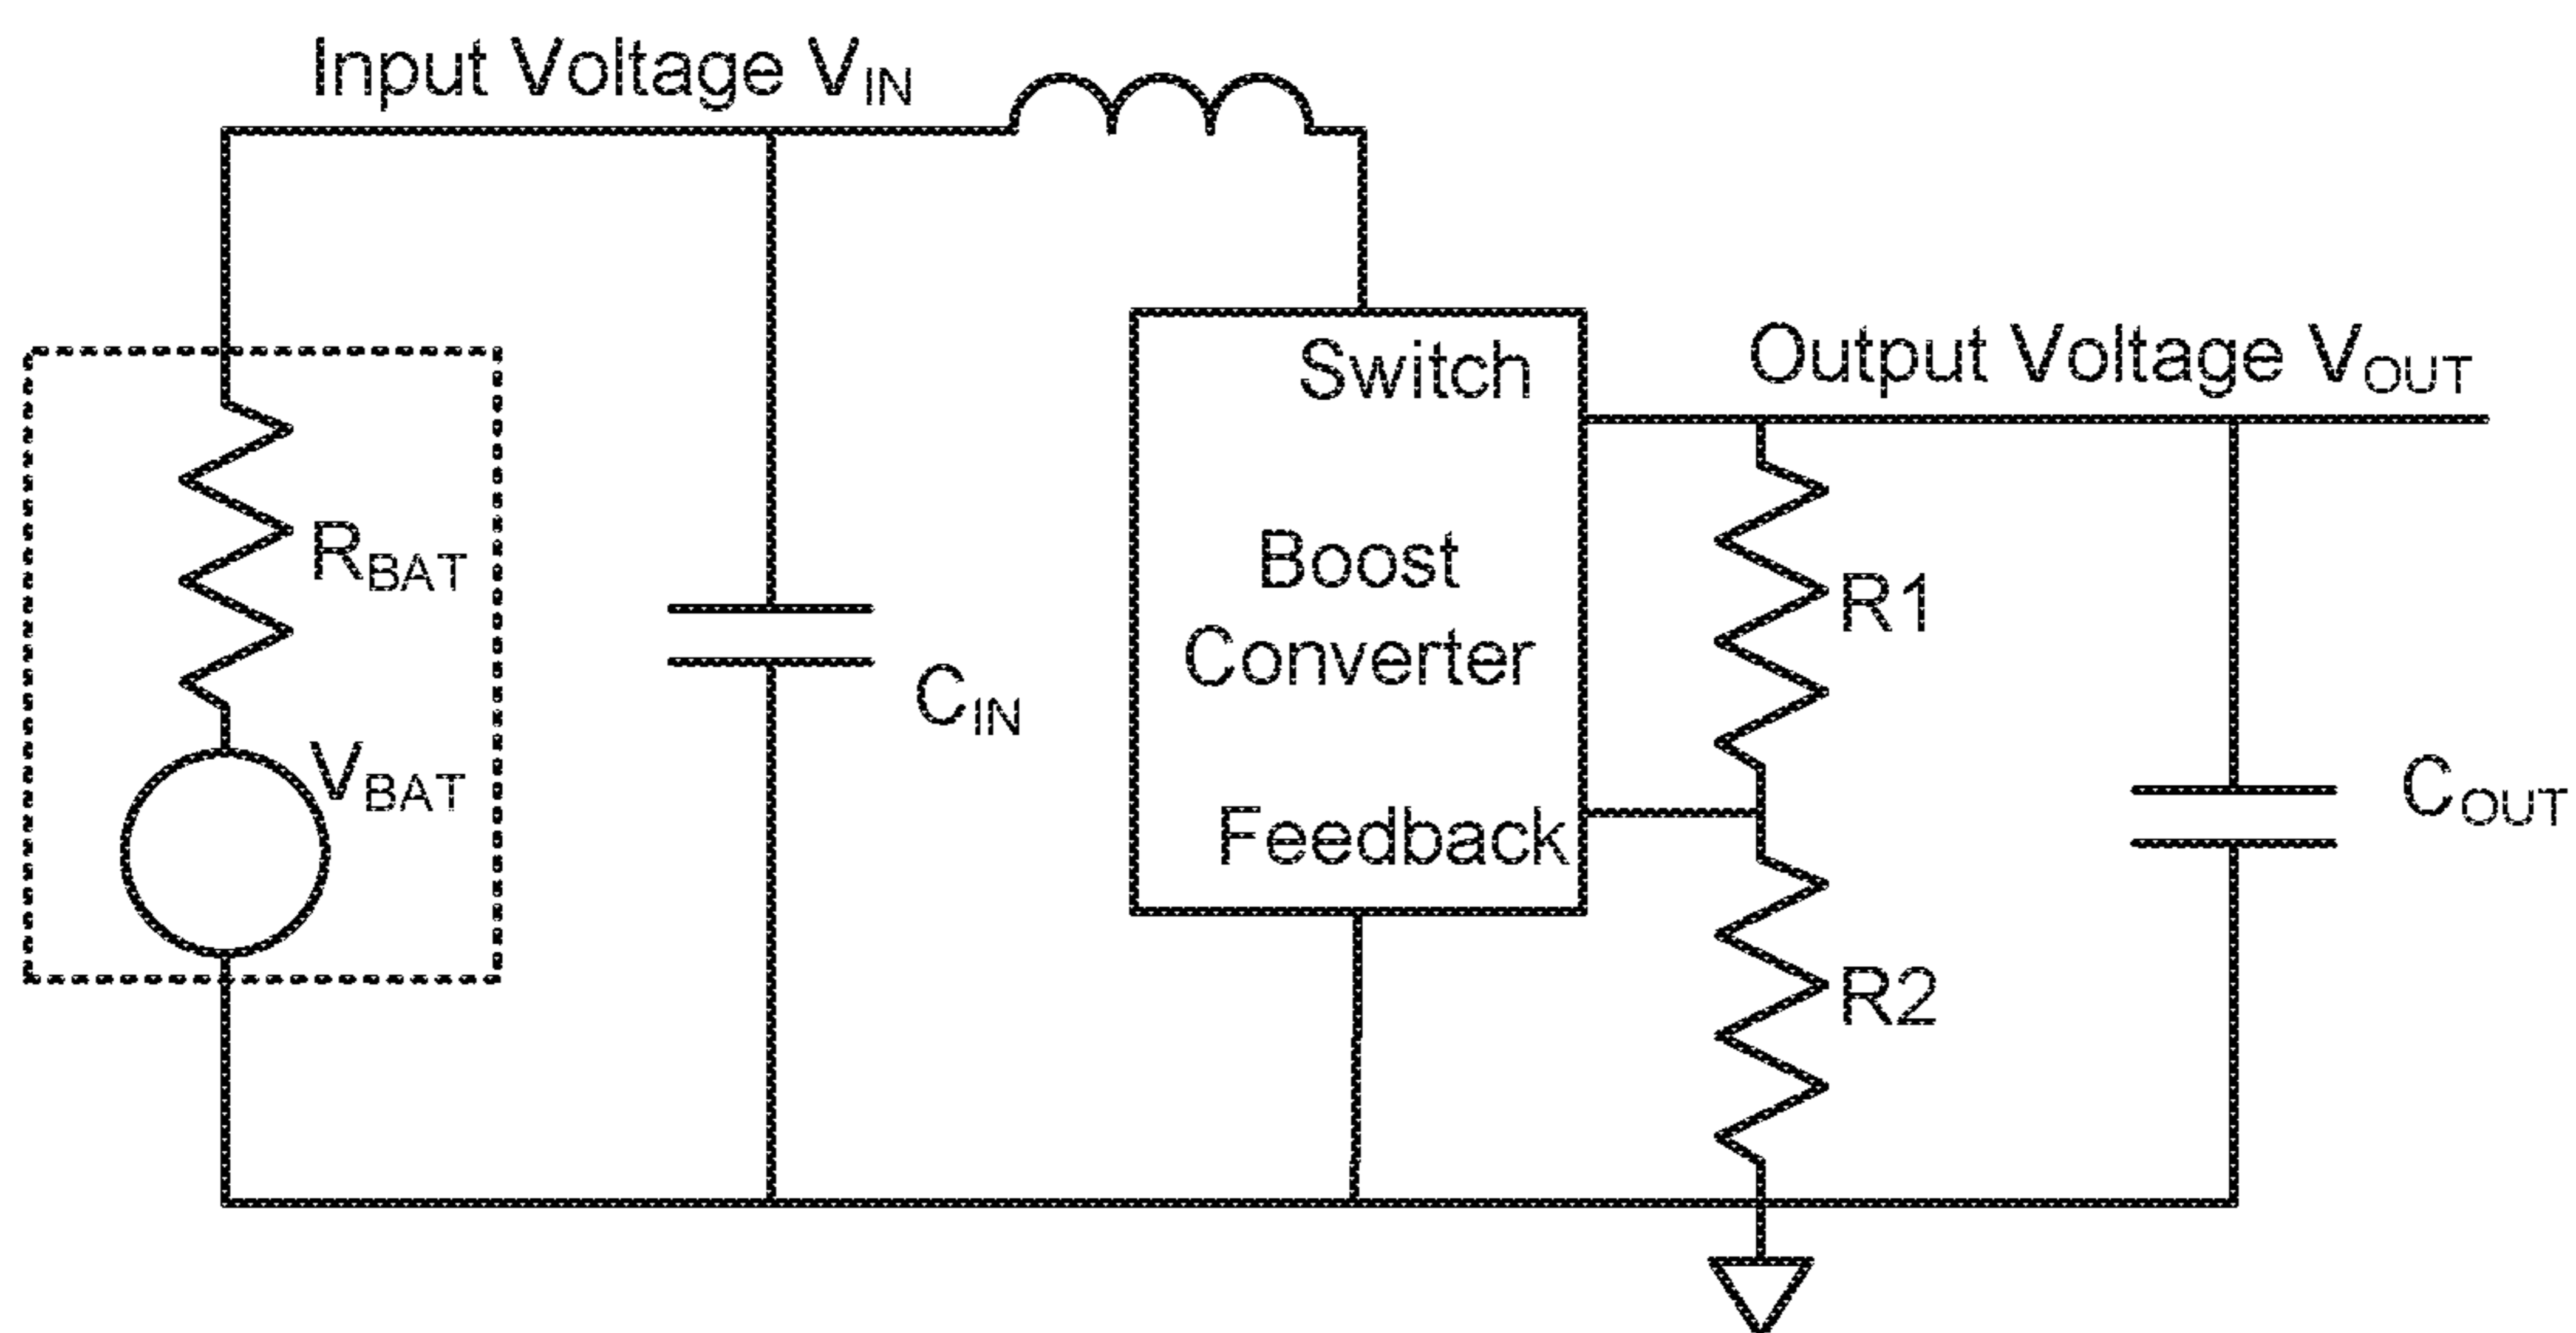 Input Voltage VIN
Switch
Output Voltage VOUT
RBAT
Boost
Converter
R1
CIN
VBAT
COUT
Feedback
R2